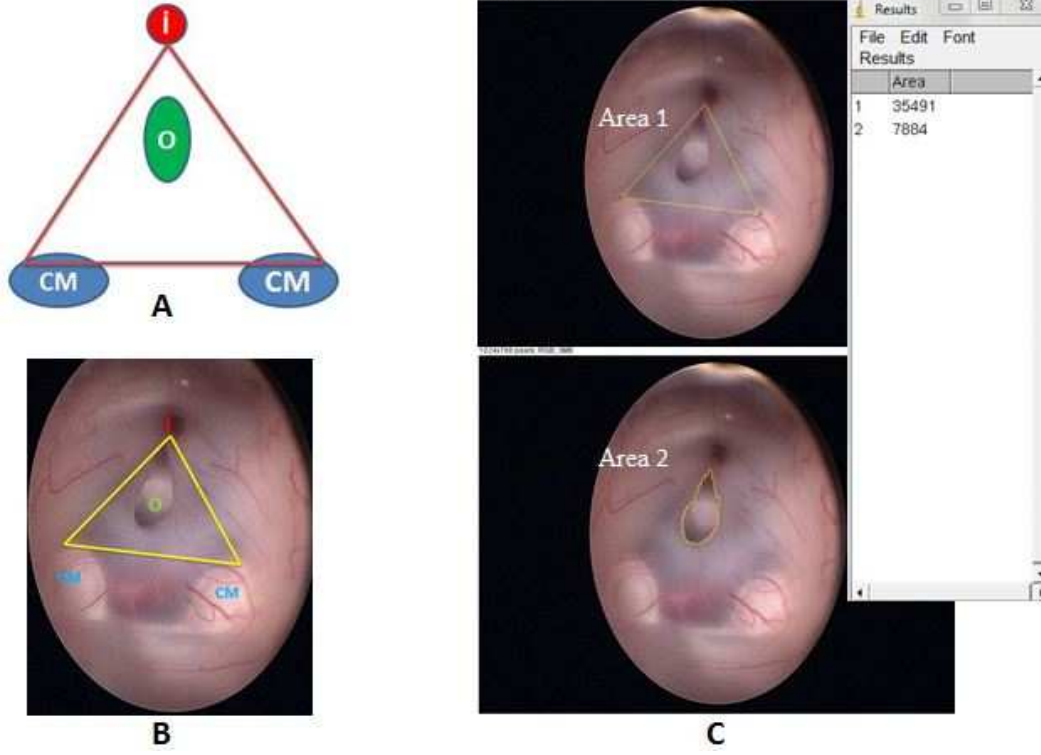 i
O
CM
CM
A
I
O
CM
CM
B
Area 1
Area 2
C
Results
File Edit Font
Results
Area
1 35491
2 7884